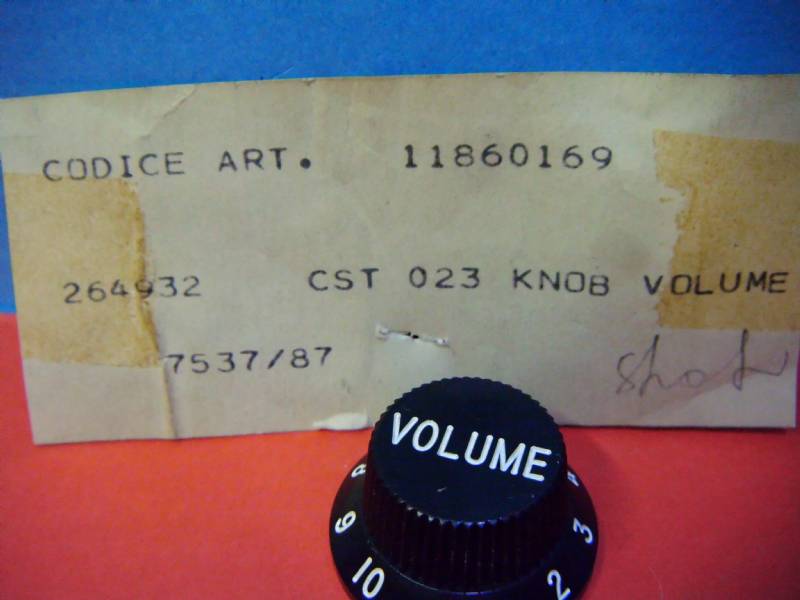 CODICE ART. 11860169
264932 CST 023 KNOB VOLUME
7537/87
VOLUME
9 3
10 2